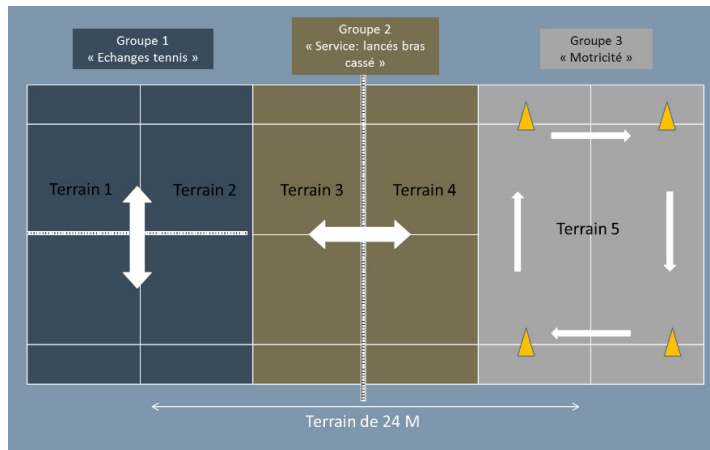 Groupe 1
« Echanges tennis »
Groupe 2
« Service: lancés bras
cassé »
Groupe 3
« Motricité »
Terrain 1
Terrain 2
Terrain 3
Terrain 4
Terrain 5
Terrain de 24 M